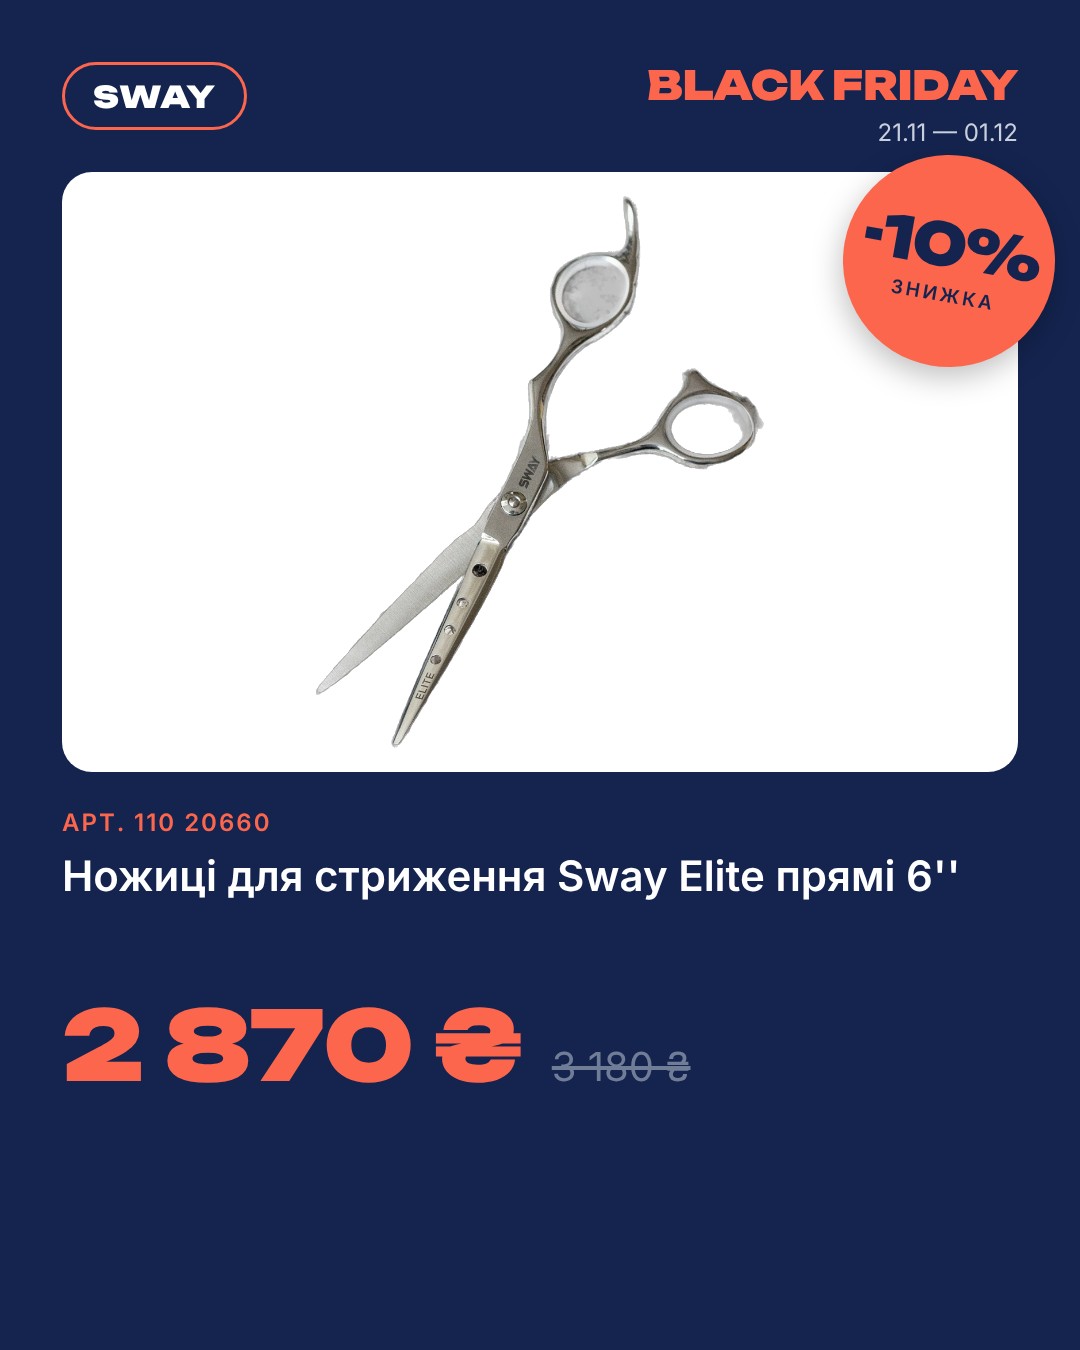 SWAY
BLACK FRIDAY
21.11 — 01.12
-10%
ЗНИЖКА
SWAY
ELITE
АРТ. 110 20660
Ножиці для стриження Sway Elite прямі 6''
2 870 ₴
3 180 ₴